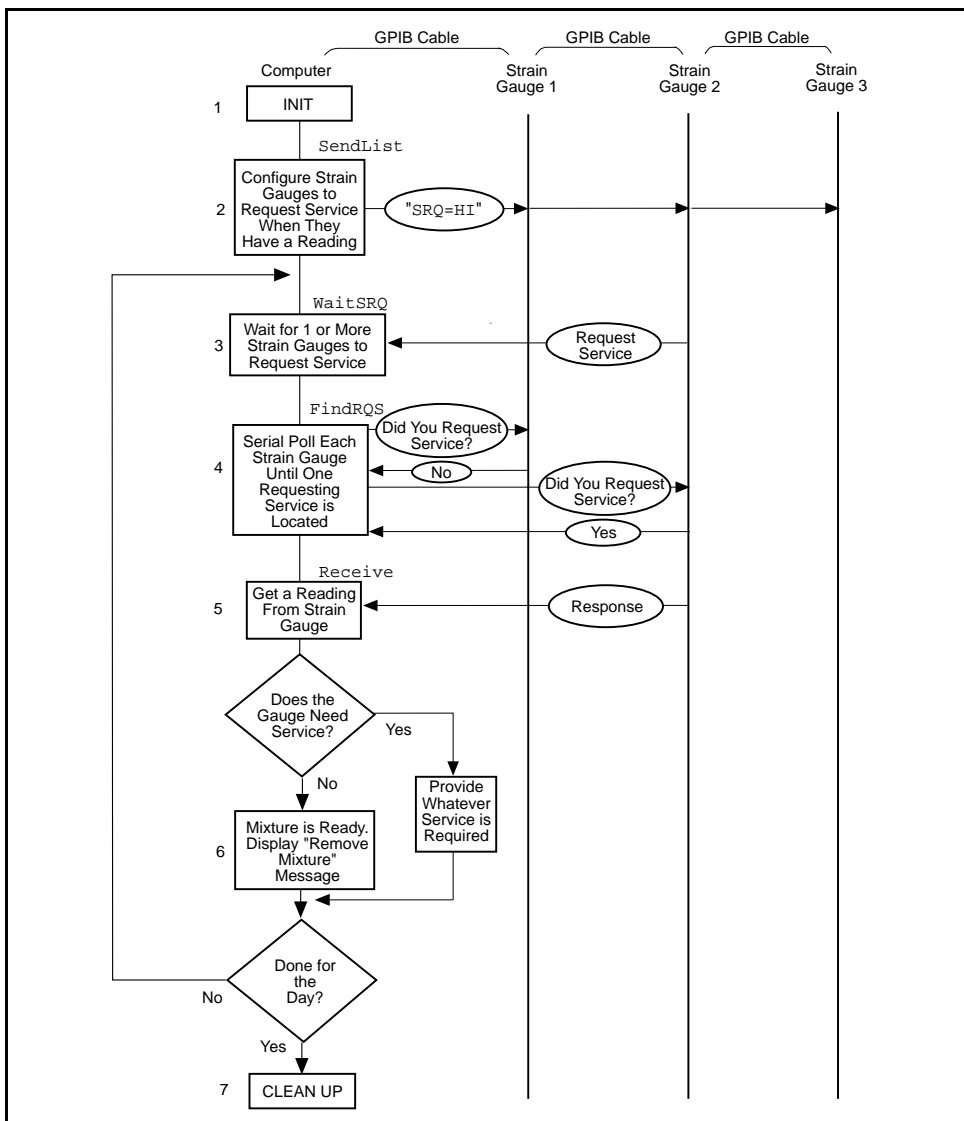 GPIB Cable GPIB Cable GPIB Cable
Computer
Strain
Gauge 1
Strain
Gauge 2
Strain
Gauge 3
1
INIT
SendList
2
Configure Strain
Gauges to
Request Service
When They
Have a Reading
"SRQ=HI"
WaitSRQ
3
Wait for 1 or More
Strain Gauges to
Request Service
Request
Service
FindRQS
4
Serial Poll Each
Strain Gauge
Until One
Requesting
Service is
Located
Did You Request
Service?
No
Did You Request
Service?
Yes
Receive
5
Get a Reading
From Strain
Gauge
Response
Does the
Gauge Need
Service?
Yes
No
Provide
Whatever
Service is
Required
6
Mixture is Ready.
Display "Remove
Mixture"
Message
Done for
the
Day?
No
Yes
7
CLEAN UP